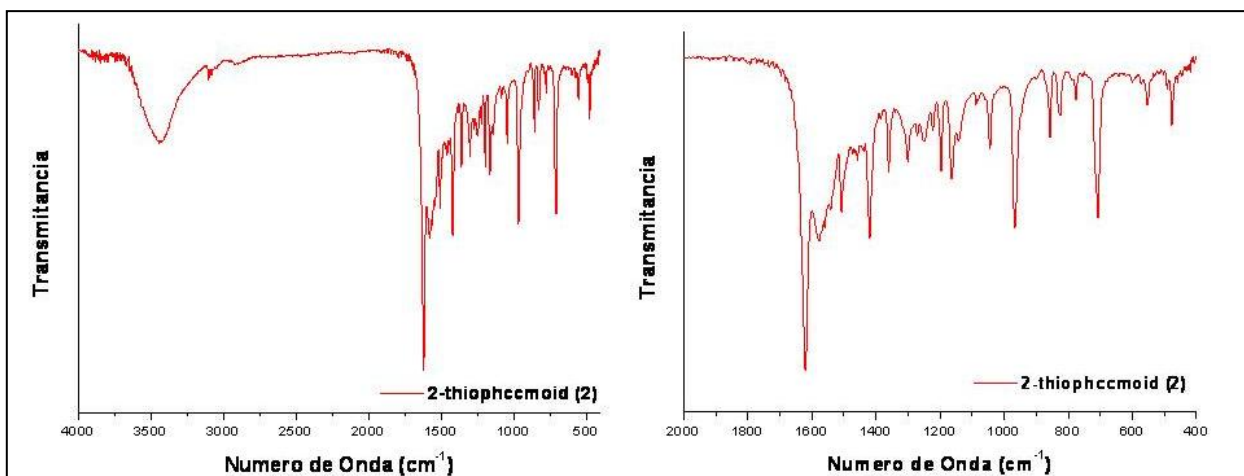 Transmitancia
2-thiophccmoid (2)
4000 3500 3000 2500 2000 1500 1000 500
Numero de Onda (cm⁻¹)
Transmitancia
2-thiophccmoid (2)
2000 1800 1600 1400 1200 1000 800 600 400
Numero de Onda (cm⁻¹)